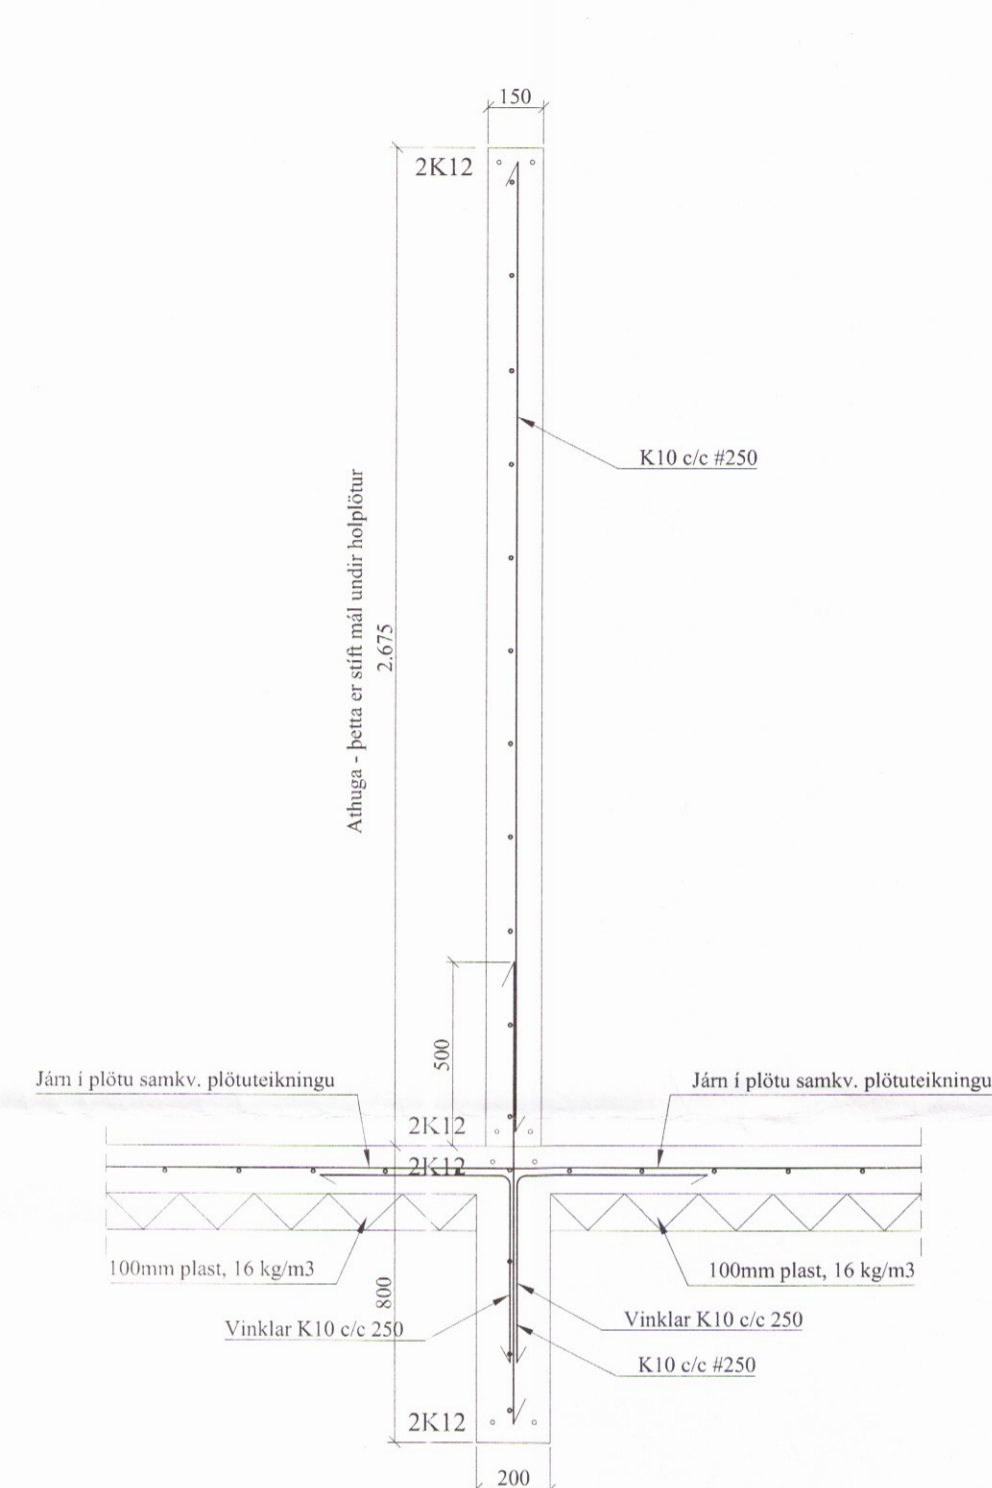 150
2K12
K10 c/c #250
Athuga - þetta er stíft mál undir holplötur
2.675
500
Járn í plötu samkv. plötuteikningu
Járn í plötu samkv. plötuteikningu
2K12
2K12
100mm plast, 16 kg/m3
100mm plast, 16 kg/m3
800
Vinklar K10 c/c 250
Vinklar K10 c/c 250
K10 c/c #250
2K12
200